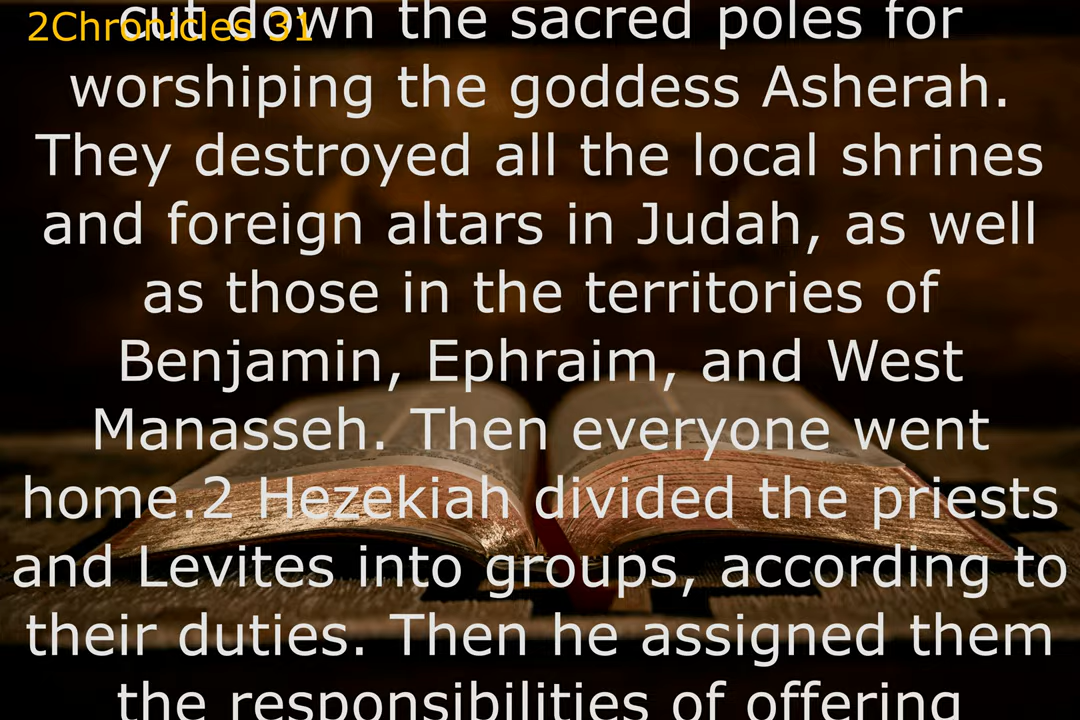 2Chronicles 31
cut down the sacred poles for
worshiping the goddess Asherah.
They destroyed all the local shrines
and foreign altars in Judah, as well
as those in the territories of
Benjamin, Ephraim, and West
Manasseh. Then everyone went
home.2 Hezekiah divided the priests
and Levites into groups, according to
their duties. Then he assigned them
the responsibilities of offering